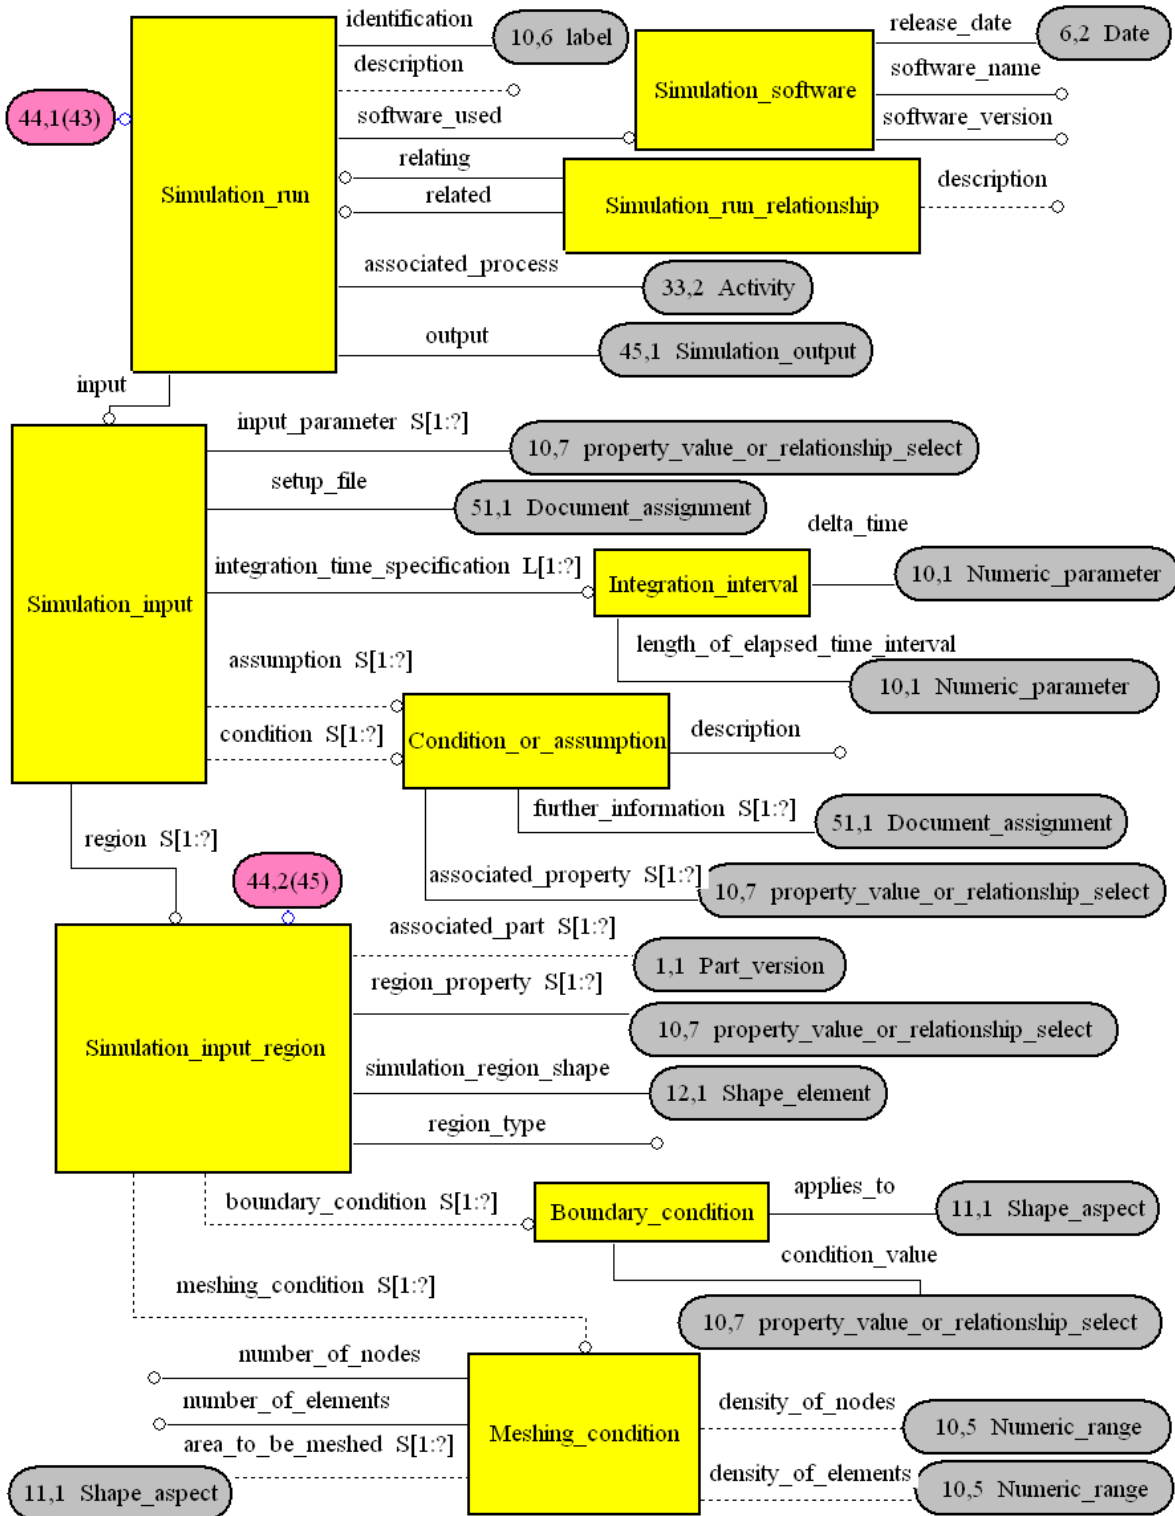 identification
10,6 label
release_date
6,2 Date
description
Simulation_software
software_name
44,1(43)
software_used
software_version
Simulation_run
relating
related
Simulation_run_relationship
description
associated_process
33,2 Activity
output
45,1 Simulation_output
input
input_parameter S[1:?]
10,7 property_value_or_relationship_select
setup_file
51,1 Document_assignment
delta_time
integration_time_specification L[1:?]
Integration_interval
10,1 Numeric_parameter
Simulation_input
length_of_elapsed_time_interval
assumption S[1:?]
10,1 Numeric_parameter
condition S[1:?]
Condition_or_assumption
description
further_information S[1:?]
51,1 Document_assignment
region S[1:?]
44,2(45)
associated_property S[1:?]
10,7 property_value_or_relationship_select
associated_part S[1:?]
1,1 Part_version
region_property S[1:?]
10,7 property_value_or_relationship_select
Simulation_input_region
simulation_region_shape
12,1 Shape_element
region_type
boundary_condition S[1:?]
Boundary_condition
applies_to
11,1 Shape_aspect
condition_value
meshing_condition S[1:?]
10,7 property_value_or_relationship_select
number_of_nodes
number_of_elements
density_of_nodes
10,5 Numeric_range
Meshing_condition
area_to_be_meshed S[1:?]
density_of_elements
11,1 Shape_aspect
10,5 Numeric_range